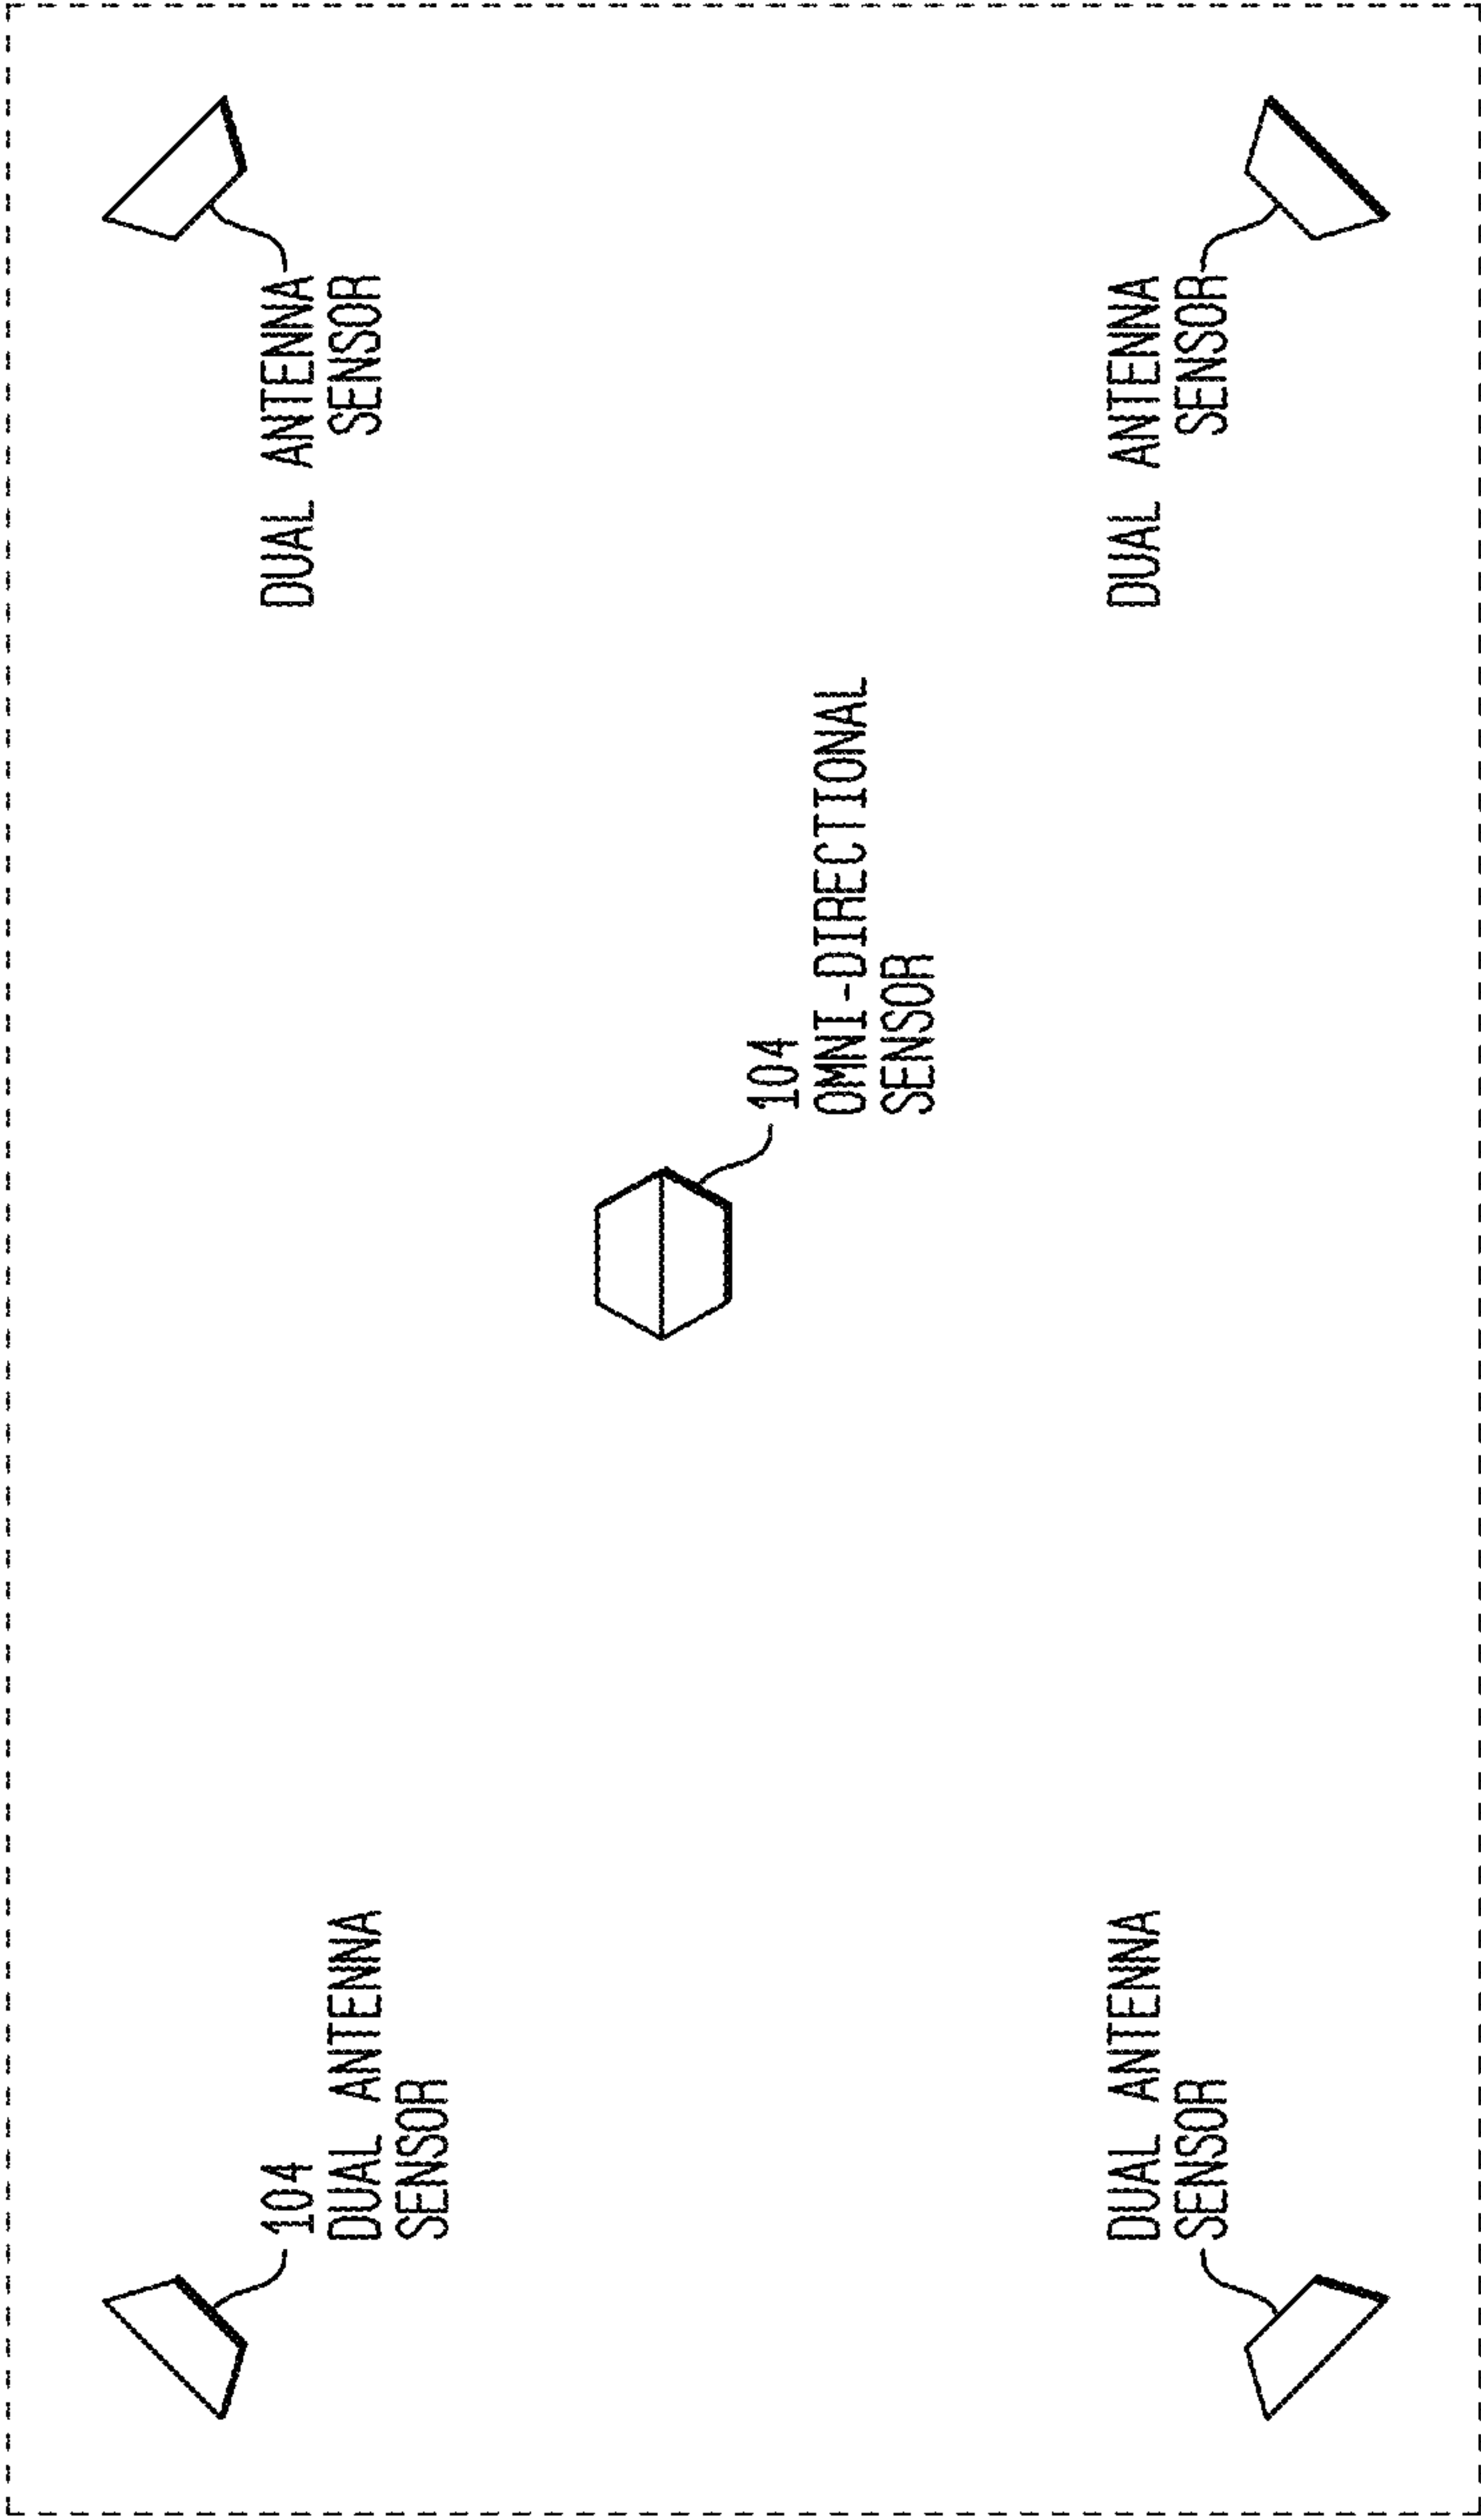 104
DUAL ANTENNA
SENSOR
DUAL ANTENNA
SENSOR
104
OMNI-DIRECTIONAL
SENSOR
DUAL ANTENNA
SENSOR
DUAL ANTENNA
SENSOR